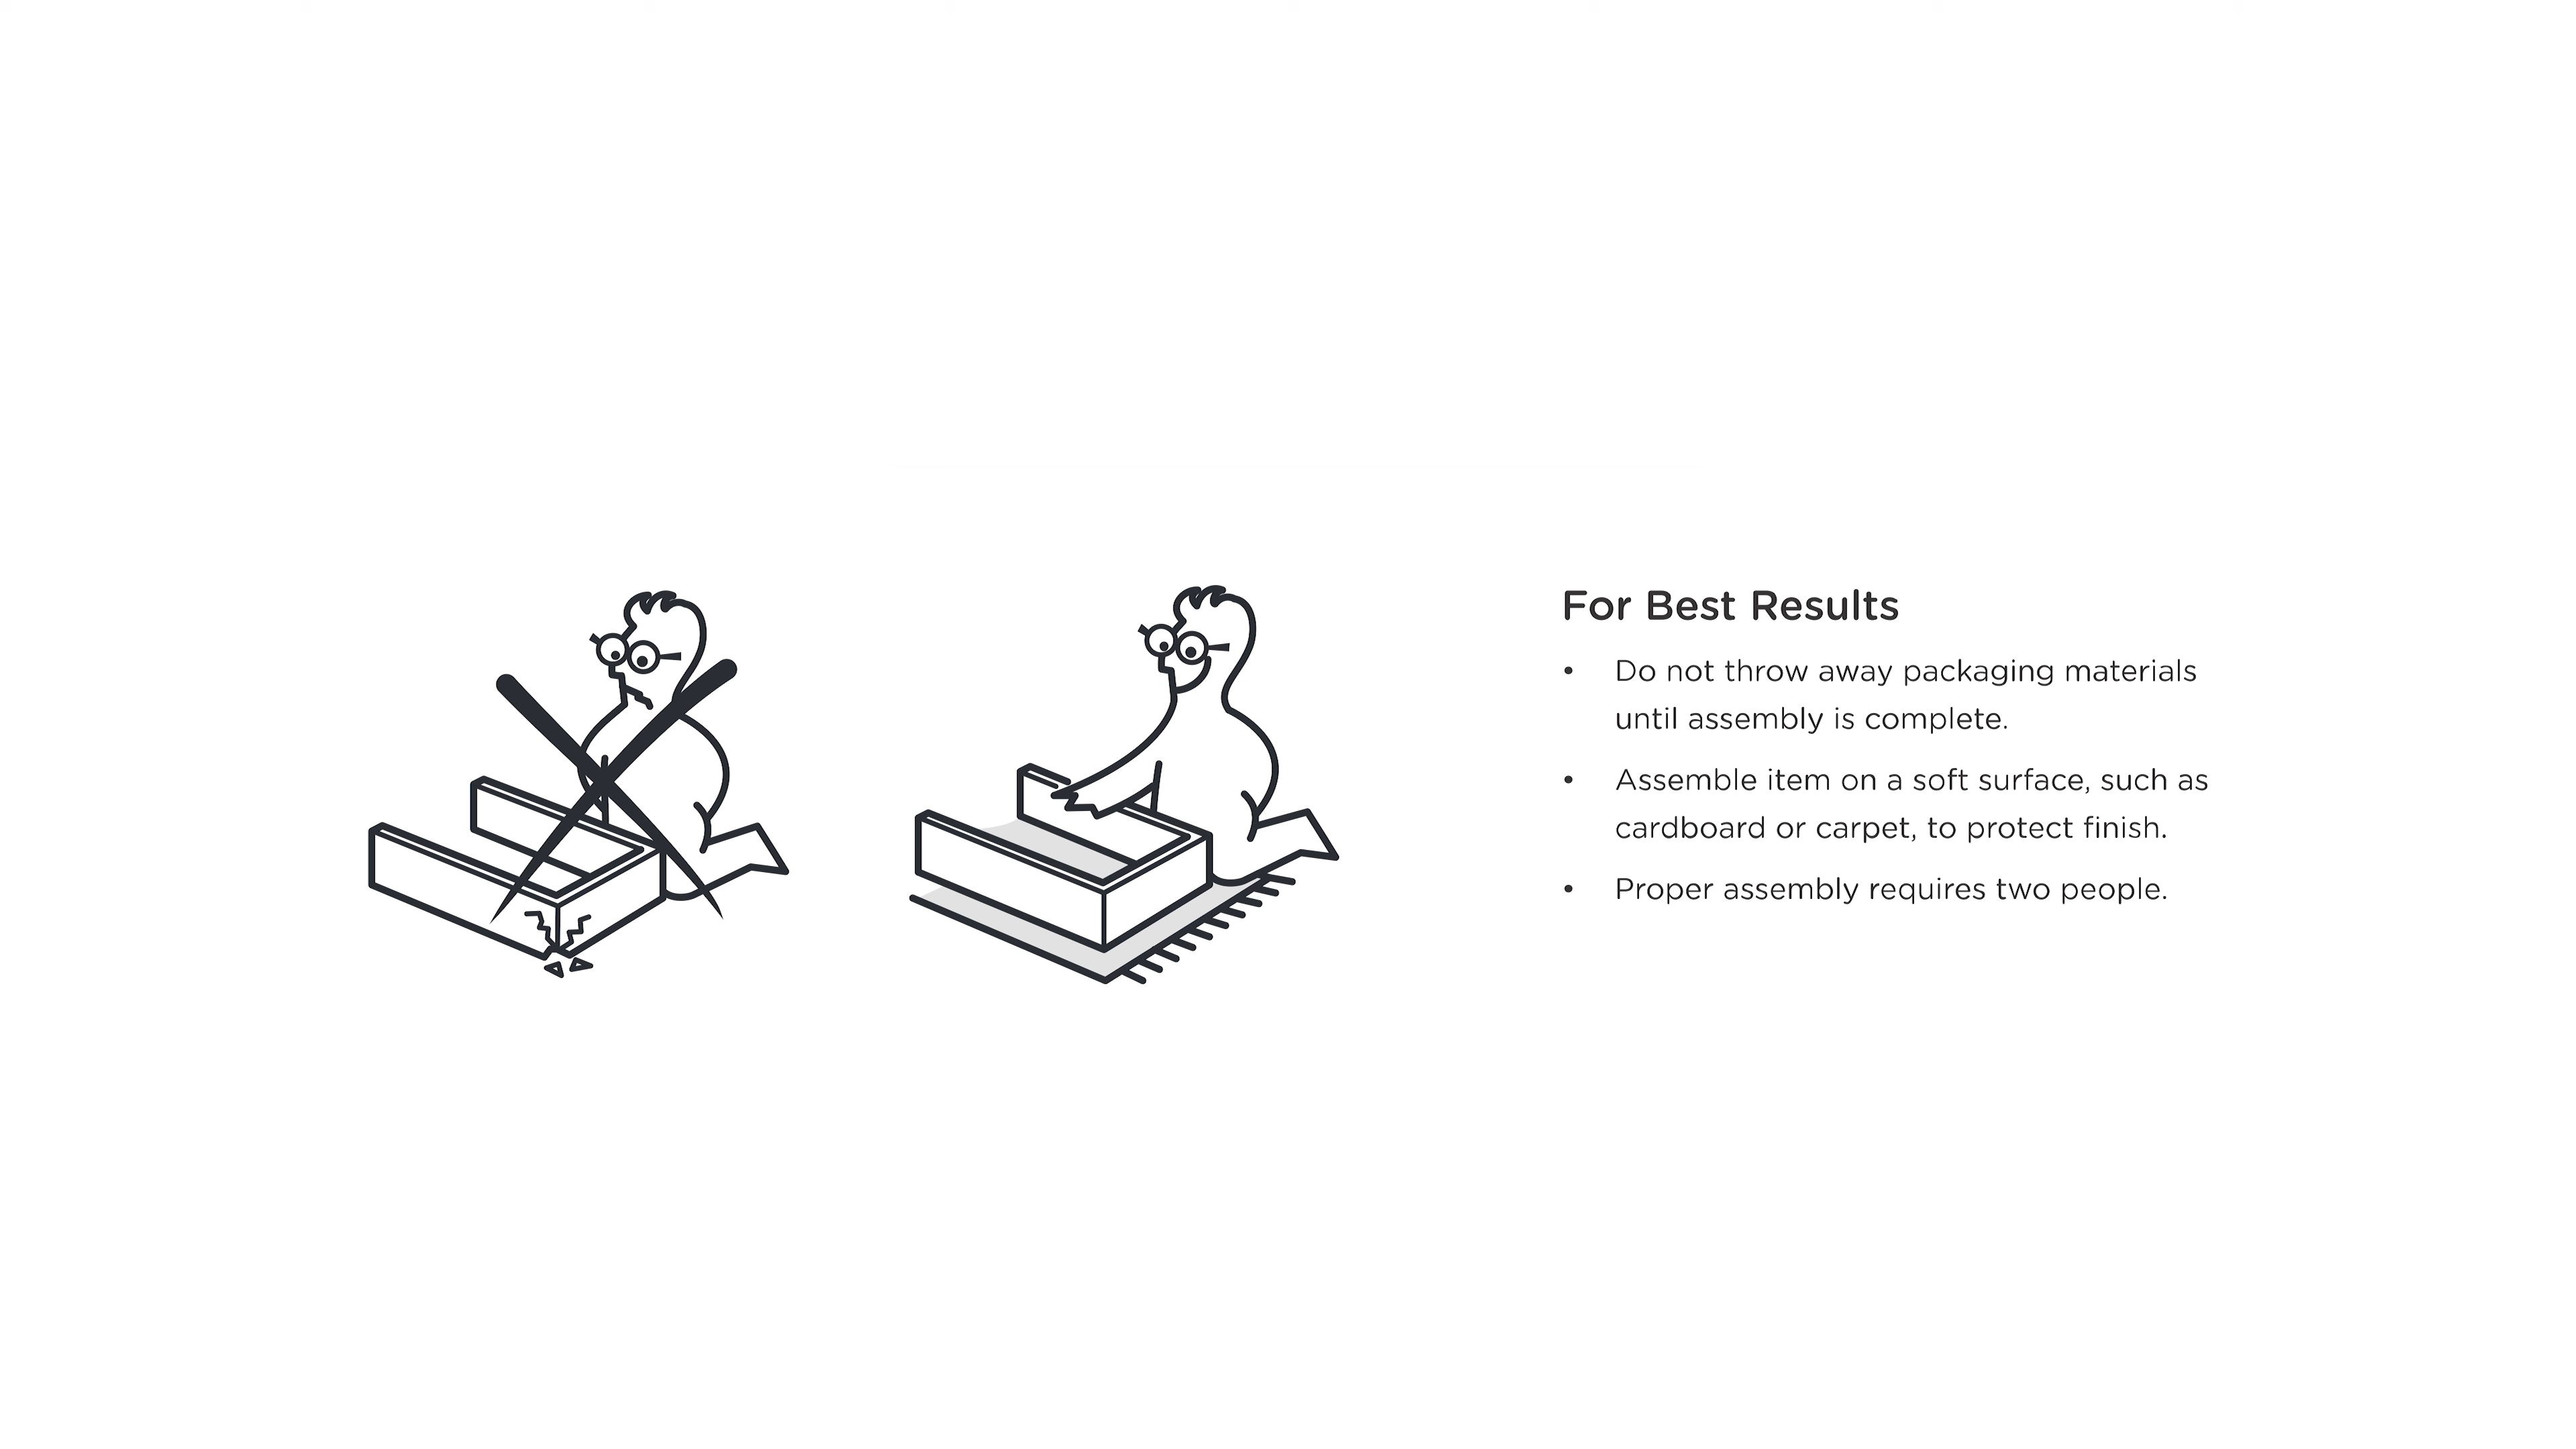 For Best Results
• Do not throw away packaging materials
until assembly is complete.
• Assemble item on a soft surface, such as
cardboard or carpet, to protect finish.
• Proper assembly requires two people.